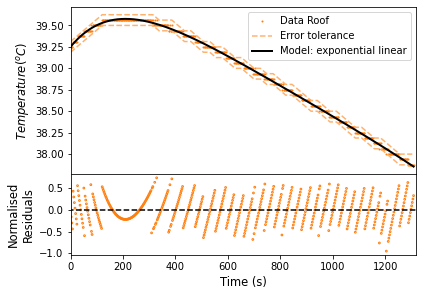 39.50
39.25
39.00
38.75
38.50
38.25
38.00
Temperature(°C)
Data Roof
Error tolerance
Model: exponential linear
0.5
0.0
−0.5
−1.0
Normalised
Residuals
0 200 400 600 800 1000 1200
Time (s)